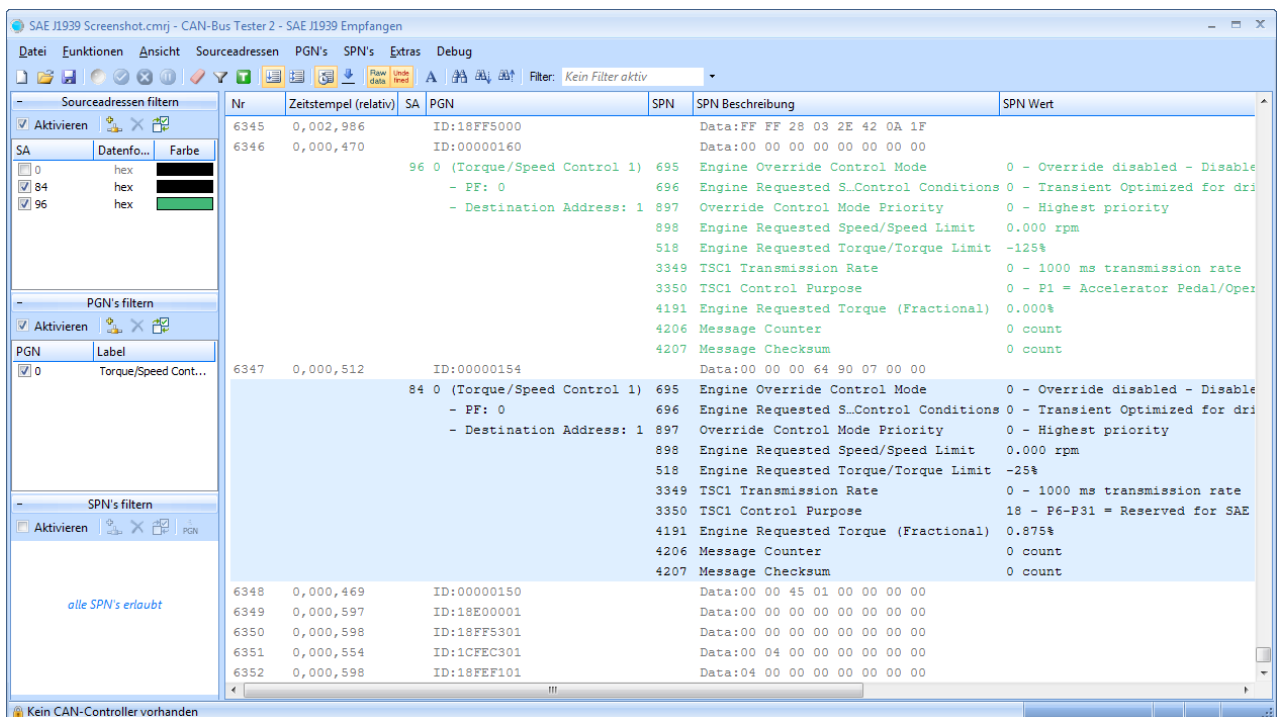 SAE J1939 Screenshot.cmrj - CAN-Bus Tester 2 - SAE J1939 Empfangen
Datei Funktionen Ansicht Sourceadressen PGN's SPN's Extras Debug
Raw data Unde fined A Filter: Kein Filter aktiv
Sourceadressen filtern
Aktivieren
SA Datenfo... Farbe
0 hex
84 hex
96 hex
PGN's filtern
Aktivieren
PGN Label
0 Torque/Speed Cont...
SPN's filtern
Aktivieren PGN
alle SPN's erlaubt
Nr Zeitstempel (relativ) SA PGN SPN SPN Beschreibung SPN Wert
6345 0,002,986 ID:18FF5000 Data:FF FF 28 03 2E 42 0A 1F
6346 0,000,470 ID:00000160 Data:00 00 00 00 00 00 00 00
96 0 (Torque/Speed Control 1) 695 Engine Override Control Mode 0 - Override disabled - Disable
- PF: 0 696 Engine Requested S…Control Conditions 0 - Transient Optimized for dri
- Destination Address: 1 897 Override Control Mode Priority 0 - Highest priority
898 Engine Requested Speed/Speed Limit 0.000 rpm
518 Engine Requested Torque/Torque Limit -125%
3349 TSC1 Transmission Rate 0 - 1000 ms transmission rate
3350 TSC1 Control Purpose 0 - P1 = Accelerator Pedal/Oper
4191 Engine Requested Torque (Fractional) 0.000%
4206 Message Counter 0 count
4207 Message Checksum 0 count
6347 0,000,512 ID:00000154 Data:00 00 00 64 90 07 00 00
84 0 (Torque/Speed Control 1) 695 Engine Override Control Mode 0 - Override disabled - Disable
- PF: 0 696 Engine Requested S…Control Conditions 0 - Transient Optimized for dri
- Destination Address: 1 897 Override Control Mode Priority 0 - Highest priority
898 Engine Requested Speed/Speed Limit 0.000 rpm
518 Engine Requested Torque/Torque Limit -25%
3349 TSC1 Transmission Rate 0 - 1000 ms transmission rate
3350 TSC1 Control Purpose 18 - P6-P31 = Reserved for SAE
4191 Engine Requested Torque (Fractional) 0.875%
4206 Message Counter 0 count
4207 Message Checksum 0 count
6348 0,000,469 ID:00000150 Data:00 00 45 01 00 00 00 00
6349 0,000,597 ID:18E00001 Data:00 00 00 00 00 00 00 00
6350 0,000,598 ID:18FF5301 Data:00 00 00 00 00 00 00 00
6351 0,000,554 ID:1CFEC301 Data:00 04 00 00 00 00 00 00
6352 0,000,598 ID:18FEF101 Data:04 00 00 00 00 00 00 00
Kein CAN-Controller vorhanden